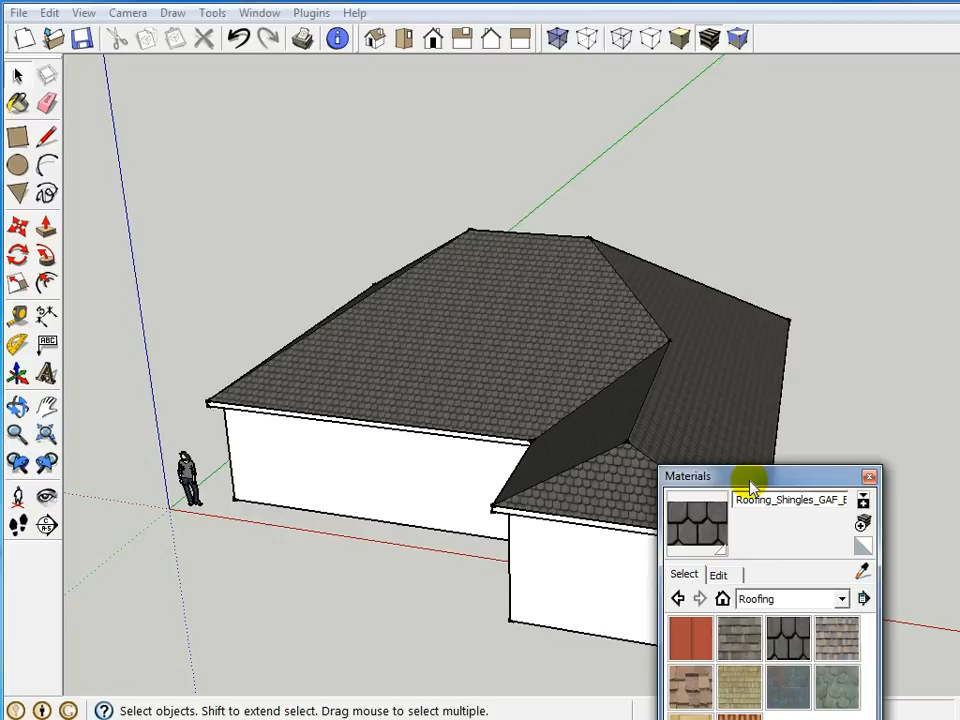 File Edit View Camera Draw Tools Window Plugins Help
ABC
Materials
Roofing_Shingles_GAF_E
Select Edit
Roofing
Select objects. Shift to extend select. Drag mouse to select multiple.